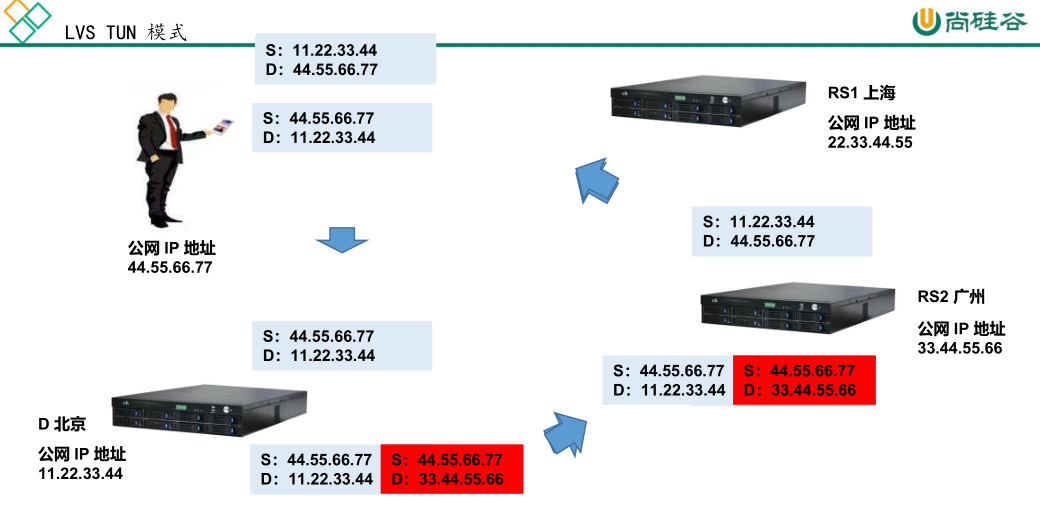 LVS TUN 模式
尚硅谷
S：11.22.33.44
D：44.55.66.77
S：44.55.66.77
D：11.22.33.44
公网 IP 地址
44.55.66.77
RS1 上海
公网 IP 地址
22.33.44.55
S：11.22.33.44
D：44.55.66.77
RS2 广州
公网 IP 地址
33.44.55.66
S：44.55.66.77
D：11.22.33.44
S：44.55.66.77
D：33.44.55.66
S：44.55.66.77
D：11.22.33.44
D 北京
公网 IP 地址
11.22.33.44
S：44.55.66.77
D：11.22.33.44
S：44.55.66.77
D：33.44.55.66